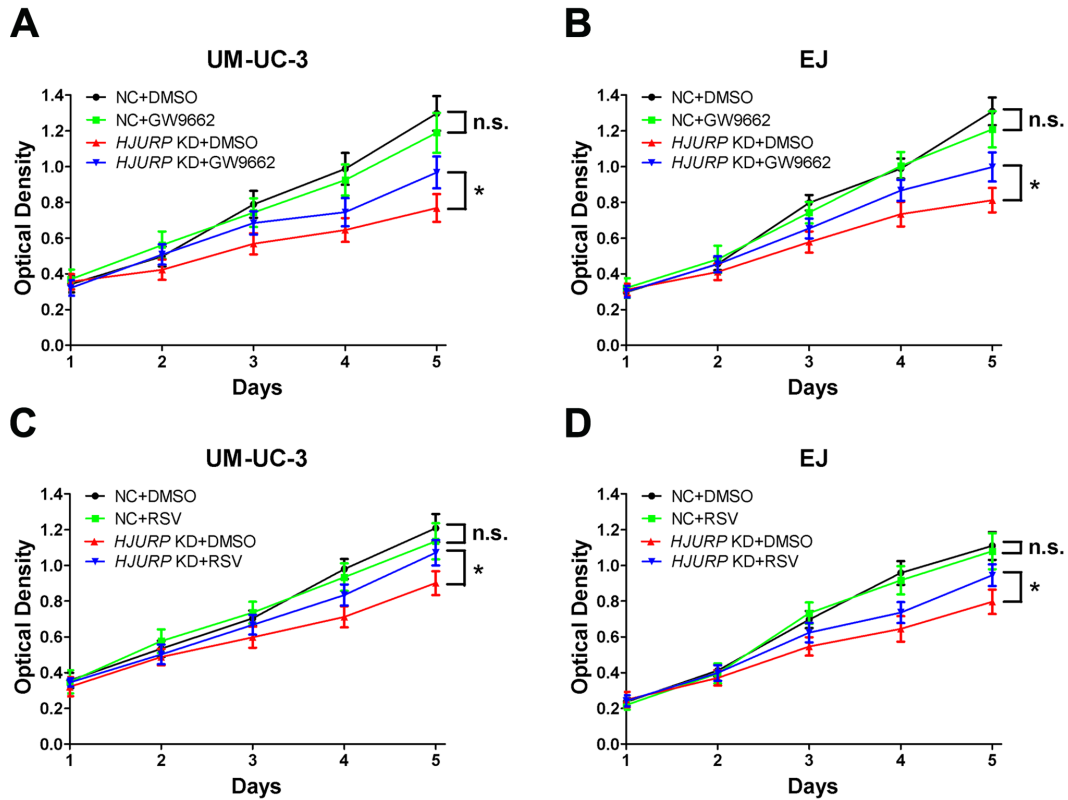 A
UM-UC-3
NC+DMSO
NC+GW9662
HJURP KD+DMSO
HJURP KD+GW9662
n.s.
*
Optical Density
1.4
1.2
1.0
0.8
0.6
0.4
0.2
0.0
1 2 3 4 5
Days
B
EJ
NC+DMSO
NC+GW9662
HJURP KD+DMSO
HJURP KD+GW9662
n.s.
*
Optical Density
1.4
1.2
1.0
0.8
0.6
0.4
0.2
0.0
1 2 3 4 5
Days
C
UM-UC-3
NC+DMSO
NC+RSV
HJURP KD+DMSO
HJURP KD+RSV
n.s.
*
Optical Density
1.4
1.2
1.0
0.8
0.6
0.4
0.2
0.0
1 2 3 4 5
Days
D
EJ
NC+DMSO
NC+RSV
HJURP KD+DMSO
HJURP KD+RSV
n.s.
*
Optical Density
1.4
1.2
1.0
0.8
0.6
0.4
0.2
0.0
1 2 3 4 5
Days